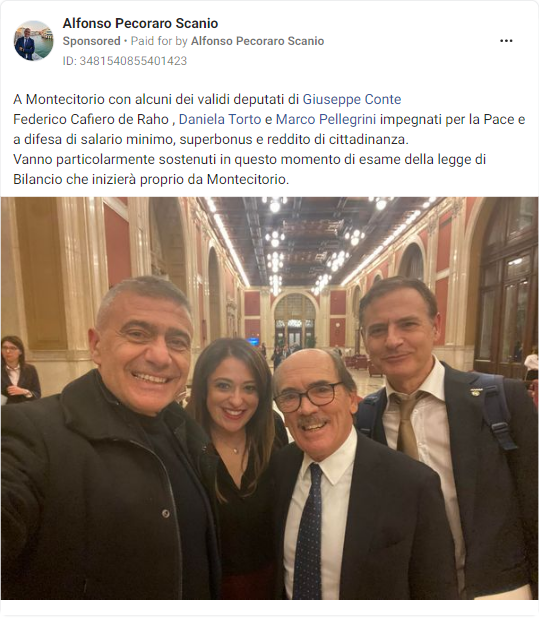 Alfonso Pecoraro Scanio
Sponsored • Paid for by Alfonso Pecoraro Scanio
ID: 3481540855401423
A Montecitorio con alcuni dei validi deputati di Giuseppe Conte
Federico Cafiero de Raho , Daniela Torto e Marco Pellegrini impegnati per la Pace e
a difesa di salario minimo, superbonus e reddito di cittadinanza.
Vanno particolarmente sostenuti in questo momento di esame della legge di
Bilancio che inizierà proprio da Montecitorio.